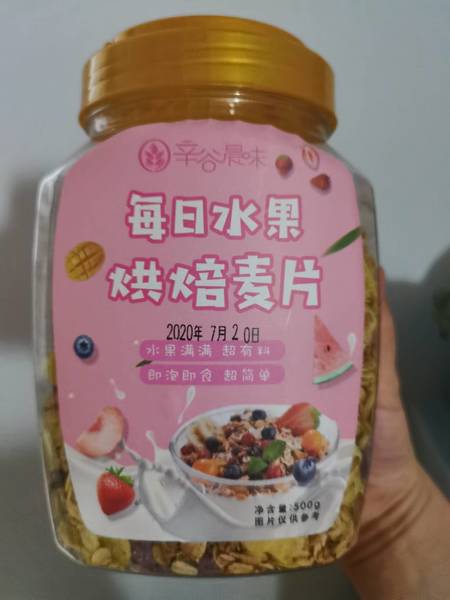 辛谷晨味
每日水果
烘焙麦片
2020年 7月 20日
水果满满 超有料
即泡即食 超简单
净含量:500g
图片仅供参考